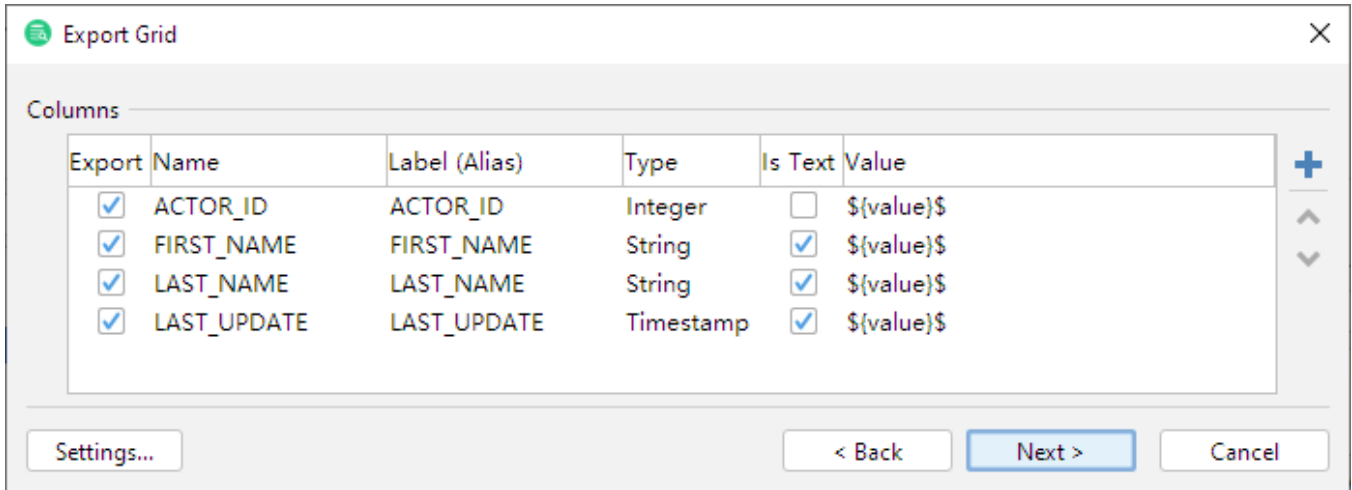 Export Grid
Columns
Export Name Label (Alias) Type Is Text Value
ACTOR_ID ACTOR_ID Integer ${value}$
FIRST_NAME FIRST_NAME String ${value}$
LAST_NAME LAST_NAME String ${value}$
LAST_UPDATE LAST_UPDATE Timestamp ${value}$
Settings... < Back Next > Cancel